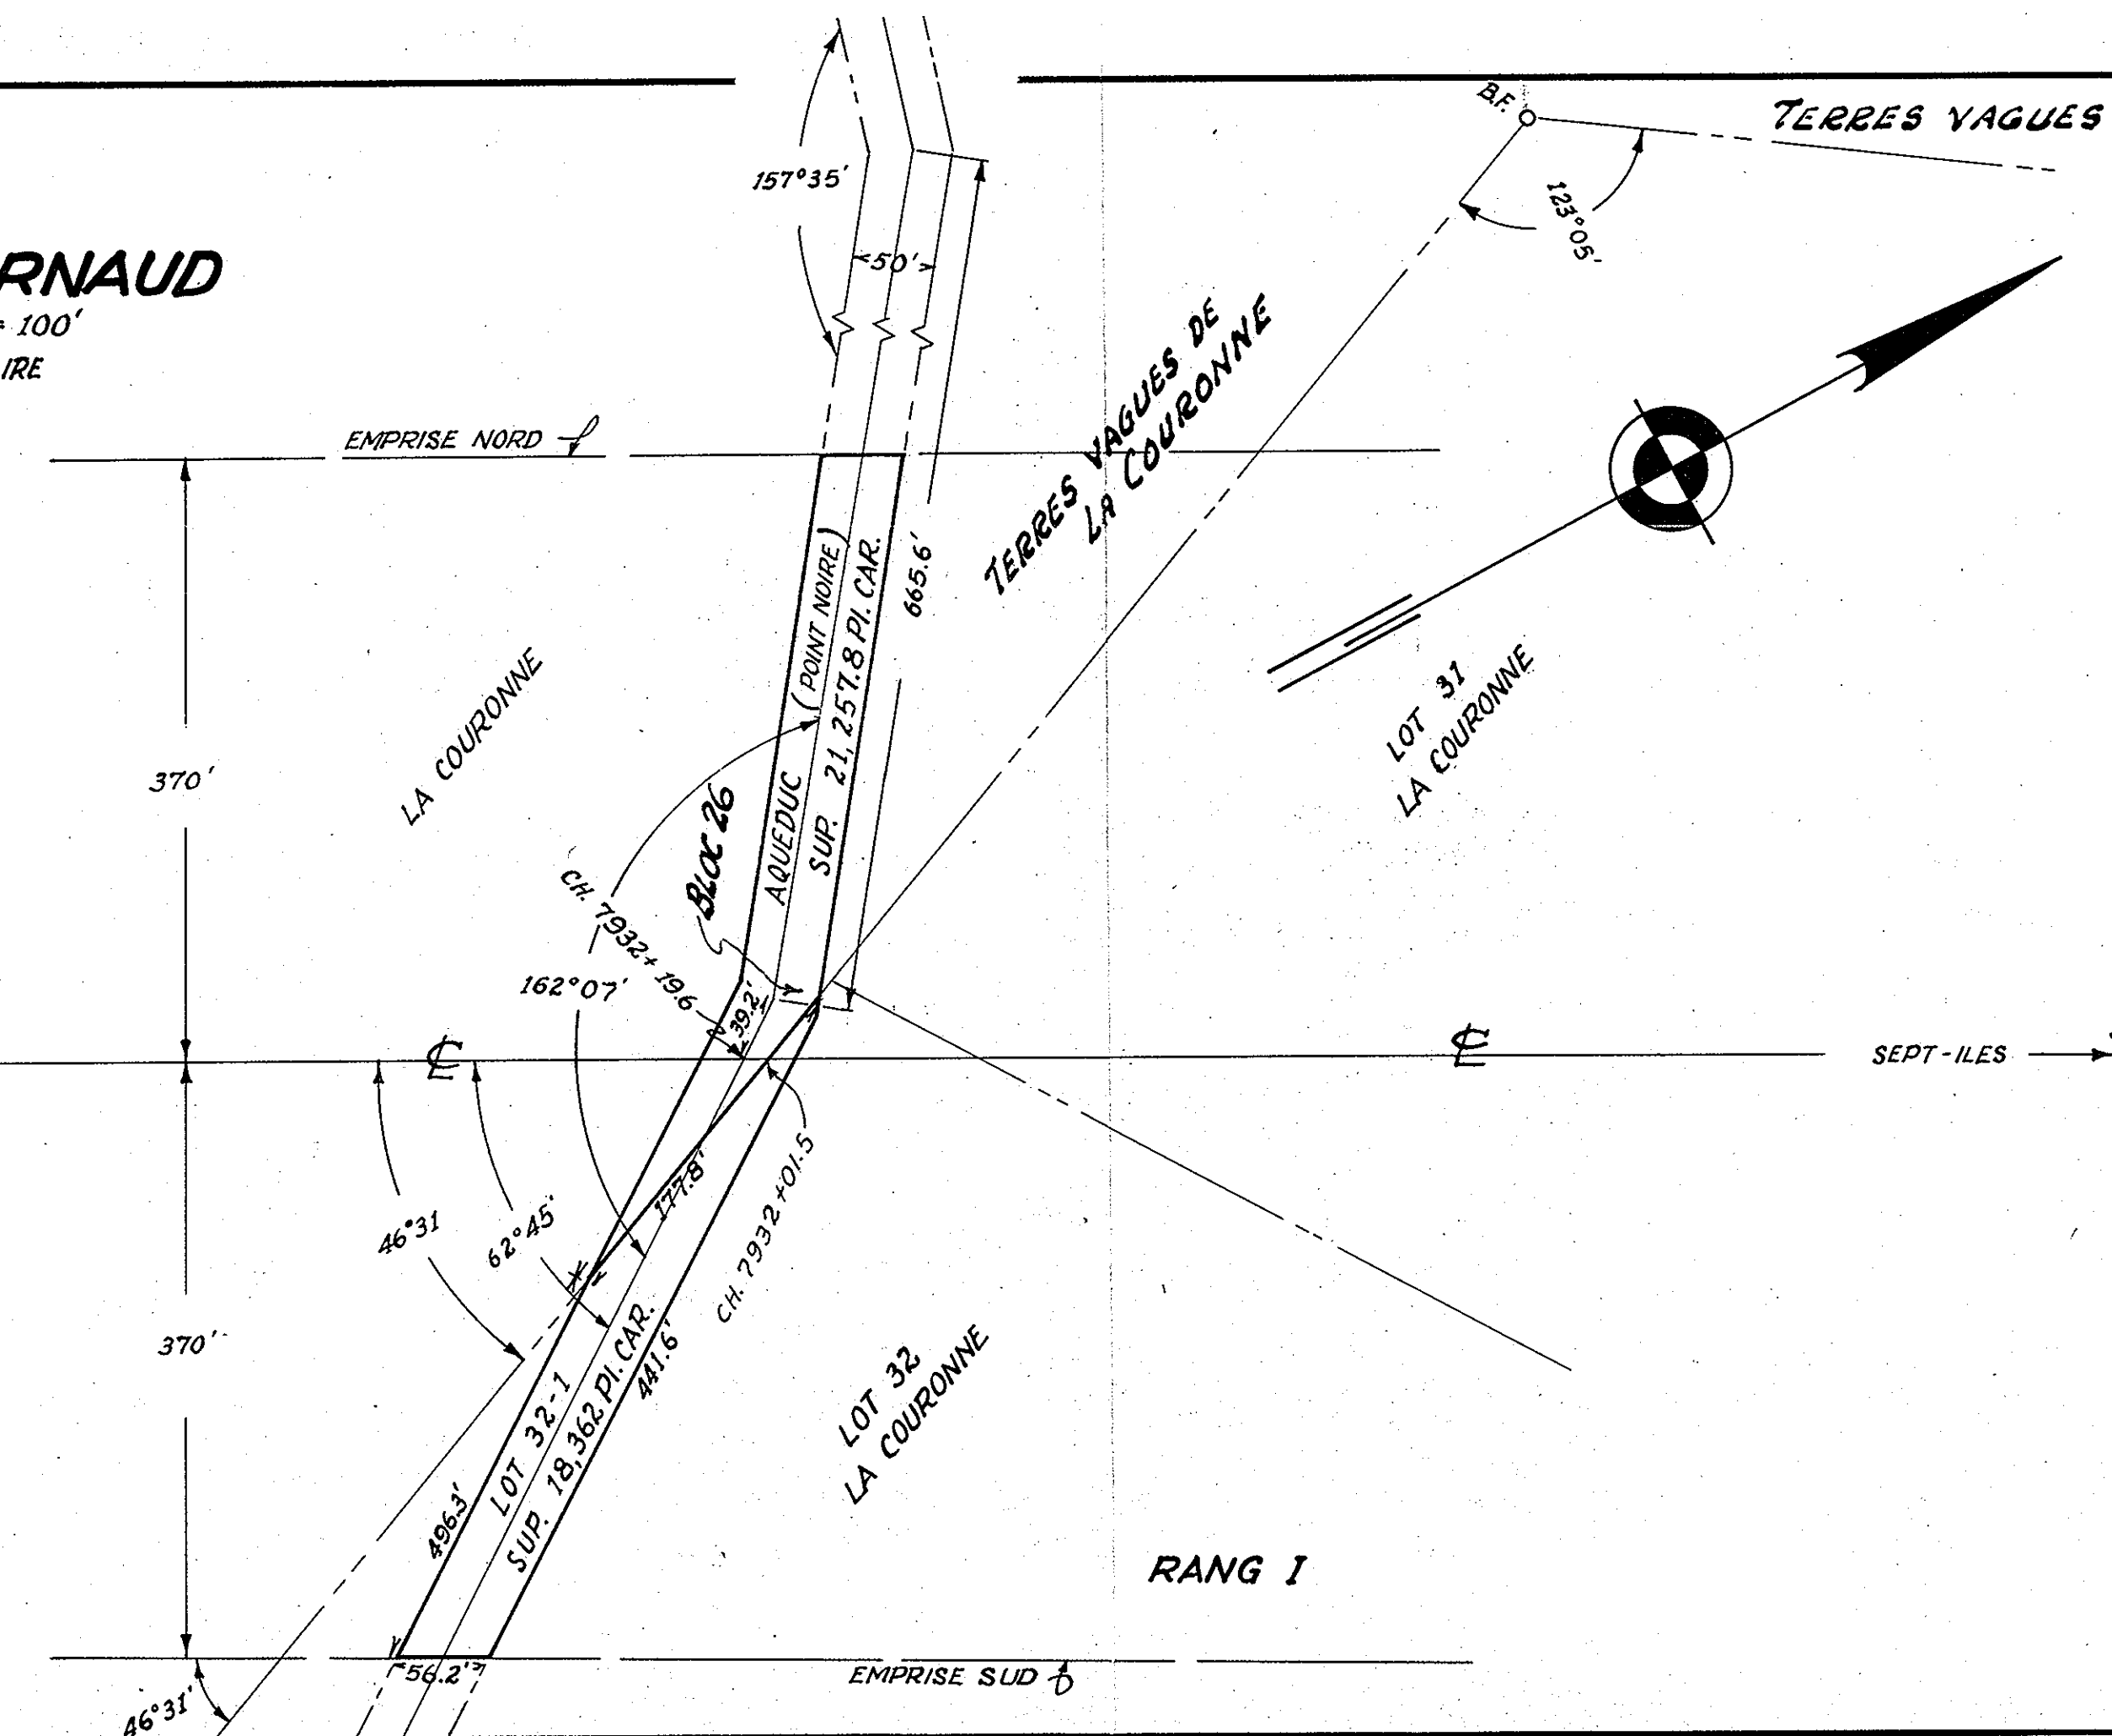 B.F.
TERRES VAGUES
157°35'
123°05'
RNAUD
= 100'
IRE
50'
TERRES VAGUES DE
LA COURONNE
EMPRISE NORD
665.6'
AQUEDUC (POINT NOIRE)
SUP. 21,257.8 PI. CAR.
LOT 31
LA COURONNE
LA COURONNE
370'
BLOC 26
CH. 7932+19.6
162°07'
39.2'
℄
℄
SEPT-ILES
46°31
62°45'
177.8'
CH. 7932+01.5
370'
LOT 32-1
SUP. 18,362 PI. CAR.
441.6'
496.3'
LOT 32
LA COURONNE
RANG I
56.2'
EMPRISE SUD
46°31'